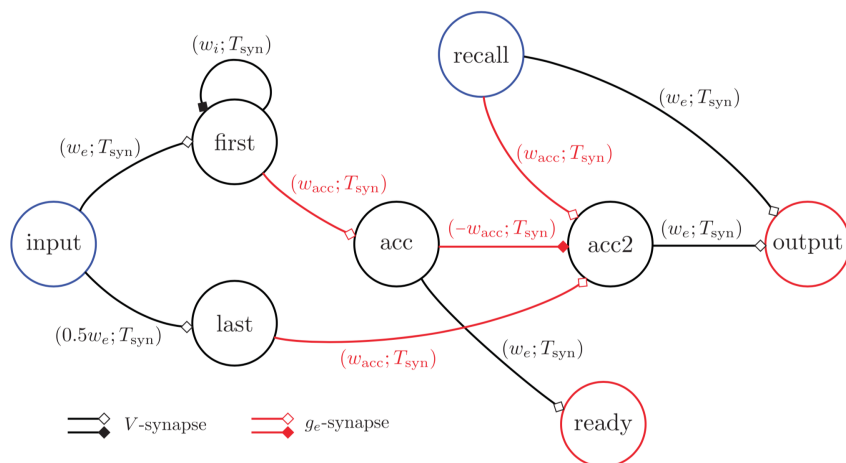 (w_i; T_syn)
recall
(w_e; T_syn)
first
(w_e; T_syn)
(w_acc; T_syn)
(w_acc; T_syn)
input
acc
(-w_acc; T_syn)
acc2
(w_e; T_syn)
output
last
(0.5w_e; T_syn)
(w_acc; T_syn)
(w_e; T_syn)
V-synapse
g_e-synapse
ready